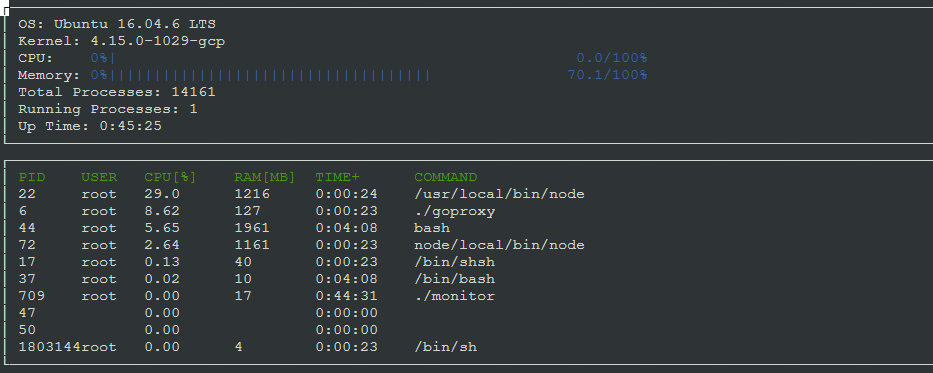 OS: Ubuntu 16.04.6 LTS
Kernel: 4.15.0-1029-gcp
CPU: 0%| 0.0/100%
Memory: 0%|||||||||||||||||||||||||||||||||||| 70.1/100%
Total Processes: 14161
Running Processes: 1
Up Time: 0:45:25
PID USER CPU[%] RAM[MB] TIME+ COMMAND
22 root 29.0 1216 0:00:24 /usr/local/bin/node
6 root 8.62 127 0:00:23 ./goproxy
44 root 5.65 1961 0:04:08 bash
72 root 2.64 1161 0:00:23 node/local/bin/node
17 root 0.13 40 0:00:23 /bin/shsh
37 root 0.02 10 0:04:08 /bin/bash
709 root 0.00 17 0:44:31 ./monitor
47 0.00 0:00:00
50 0.00 0:00:00
1803144root 0.00 4 0:00:23 /bin/sh